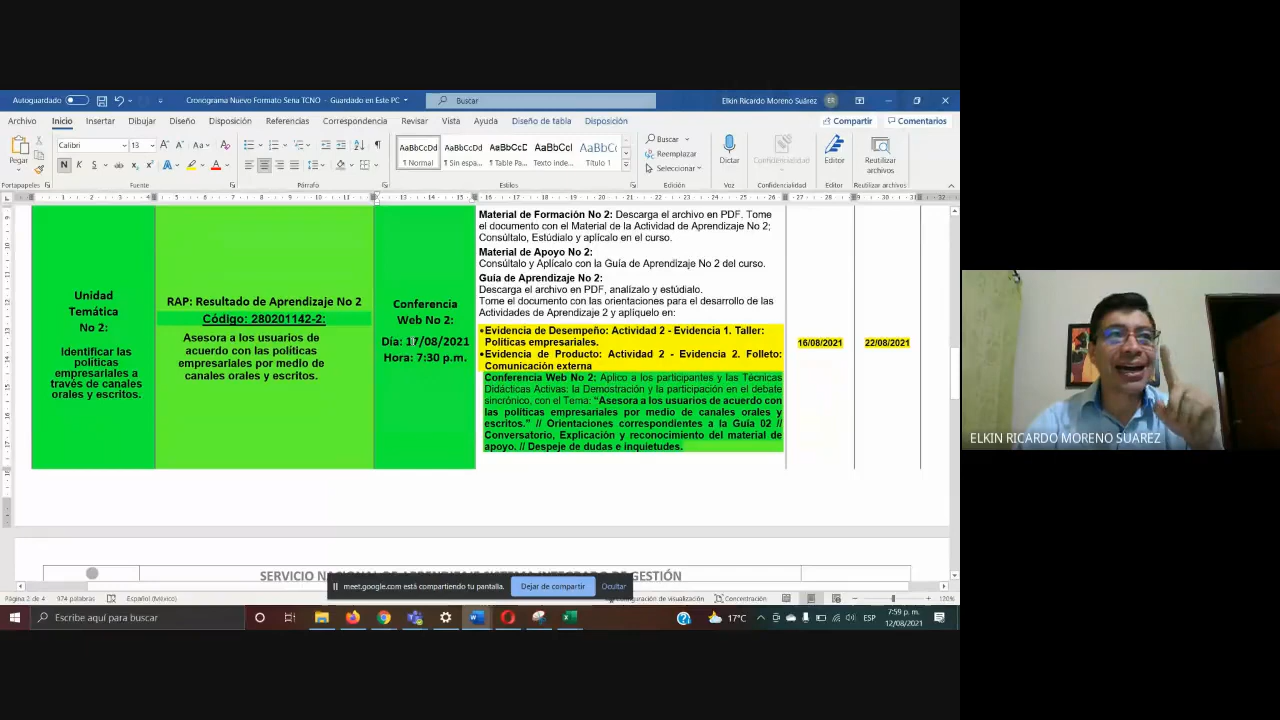 Autoguardado
Cronograma Nuevo Formato Sena TCNO - Guardado en Este PC
Buscar
Elkin Ricardo Moreno Suárez
ER
Archivo Inicio Insertar Dibujar Diseño Disposición Referencias Correspondencia Revisar Vista Ayuda Diseño de tabla Disposición
Compartir
Comentarios
Pegar
Calibri
13
N K S
AaBbCcDd AaBbCcDd AaBbCcD AaBbCcI AaBbC
¶ Normal ¶ Sin espa... ¶ Table Pa... Texto inde... Título 1
Buscar
Reemplazar
Seleccionar
Dictar
Confidencialidad
Editor
Reutilizar archivos
Portapapeles Fuente Párrafo Estilos Edición Voz Confidencialidad Editor Reutilizar archivos
Unidad
Temática
No 2:
Identificar las
políticas
empresariales a
través de canales
orales y escritos.
RAP: Resultado de Aprendizaje No 2
Código: 280201142-2:
Asesora a los usuarios de
acuerdo con las políticas
empresariales por medio de
canales orales y escritos.
Conferencia
Web No 2:
Día: 17/08/2021
Hora: 7:30 p.m.
Material de Formación No 2: Descarga el archivo en PDF. Tome
el documento con el Material de la Actividad de Aprendizaje No 2;
Consúltalo, Estúdialo y aplícalo en el curso.
Material de Apoyo No 2:
Consúltalo y Aplícalo con la Guía de Aprendizaje No 2 del curso.
Guía de Aprendizaje No 2:
Descarga el archivo en PDF, analízalo y estúdialo.
Tome el documento con las orientaciones para el desarrollo de las
Actividades de Aprendizaje 2 y aplíquelo en:
•Evidencia de Desempeño: Actividad 2 - Evidencia 1. Taller:
Políticas empresariales.
•Evidencia de Producto: Actividad 2 - Evidencia 2. Folleto:
Comunicación externa
Conferencia Web No 2: Aplico a los participantes y las Técnicas
Didácticas Activas: la Demostración y la participación en el debate
sincrónico, con el Tema: “Asesora a los usuarios de acuerdo con
las políticas empresariales por medio de canales orales y
escritos.” // Orientaciones correspondientes a la Guía 02 //
Conversatorio, Explicación y reconocimiento del material de
apoyo. // Despeje de dudas e inquietudes.
16/08/2021
22/08/2021
ELKIN RICARDO MORENO SUAREZ
SERVICIO NACIONAL DE APRENDIZAJE SISTEMA INTEGRADO DE GESTIÓN
meet.google.com está compartiendo tu pantalla.
Dejar de compartir
Ocultar
Página 2 de 4 974 palabras Español (México)
Configuración de visualización
Concentración
120%
Escribe aquí para buscar
17°C
ESP
7:59 p. m.
12/08/2021